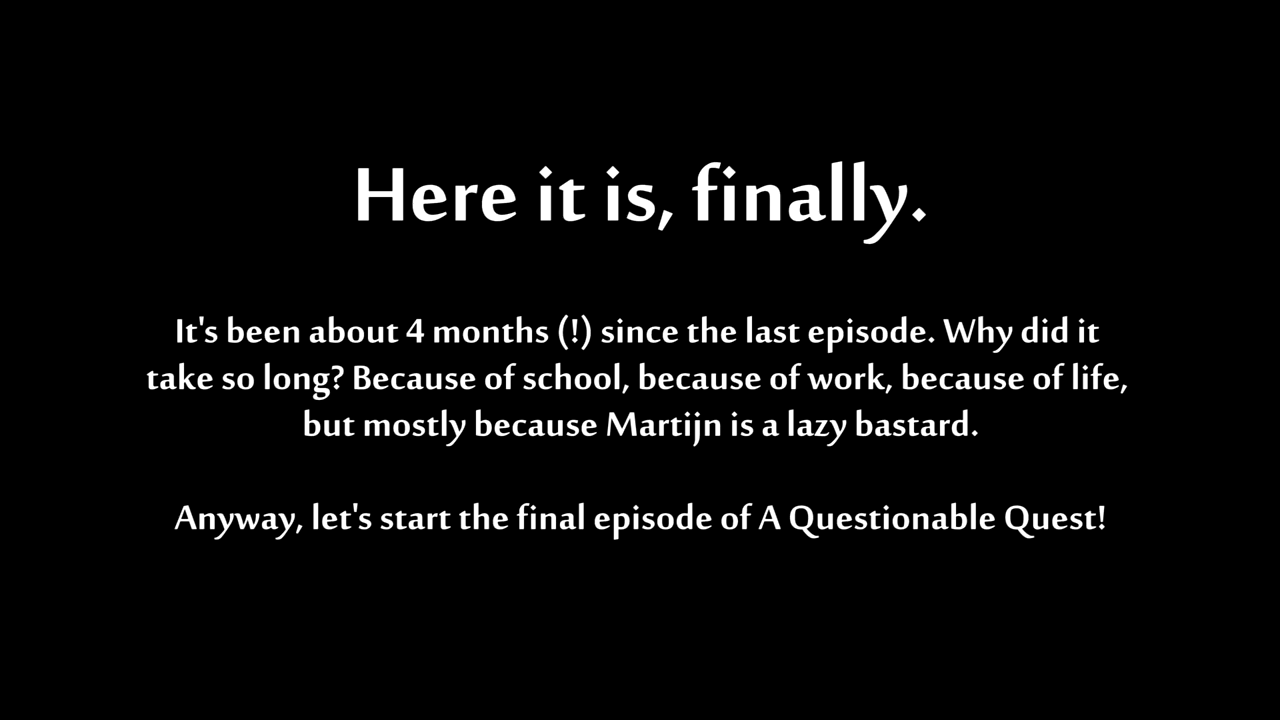 Here it is, finally.
It's been about 4 months (!) since the last episode. Why did it
take so long? Because of school, because of work, because of life,
but mostly because Martijn is a lazy bastard.
Anyway, let's start the final episode of A Questionable Quest!